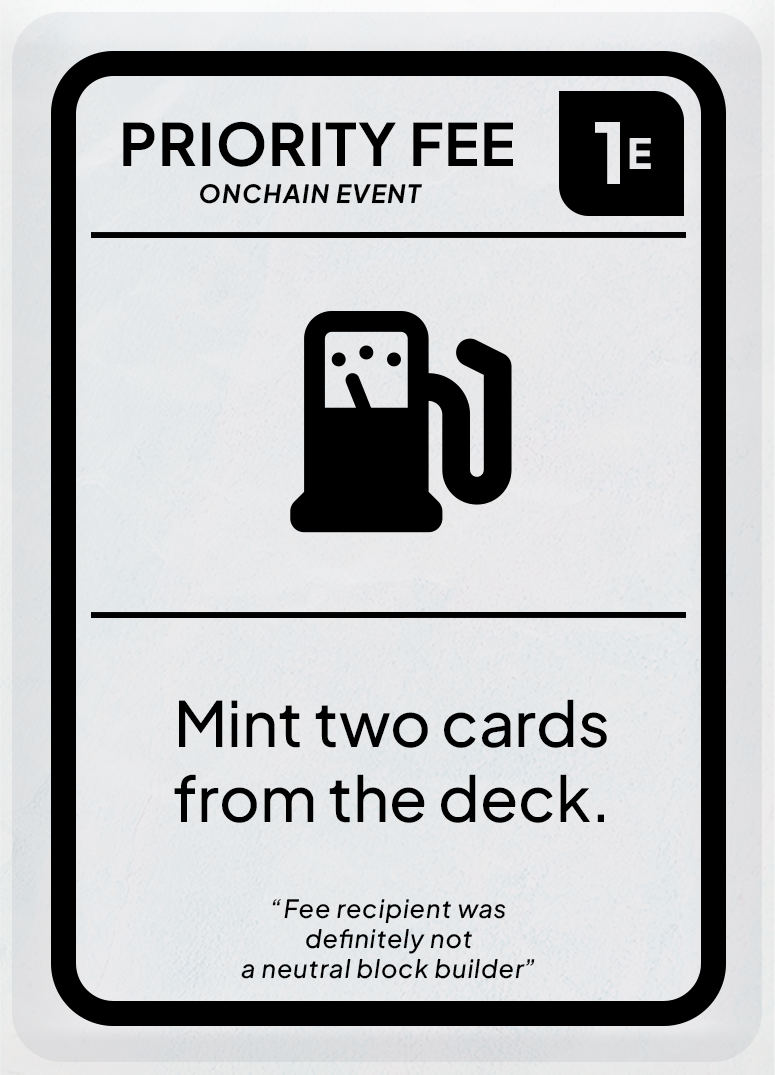 PRIORITY FEE
1E
ONCHAIN EVENT
Mint two cards
from the deck.
“Fee recipient was
definitely not
a neutral block builder”